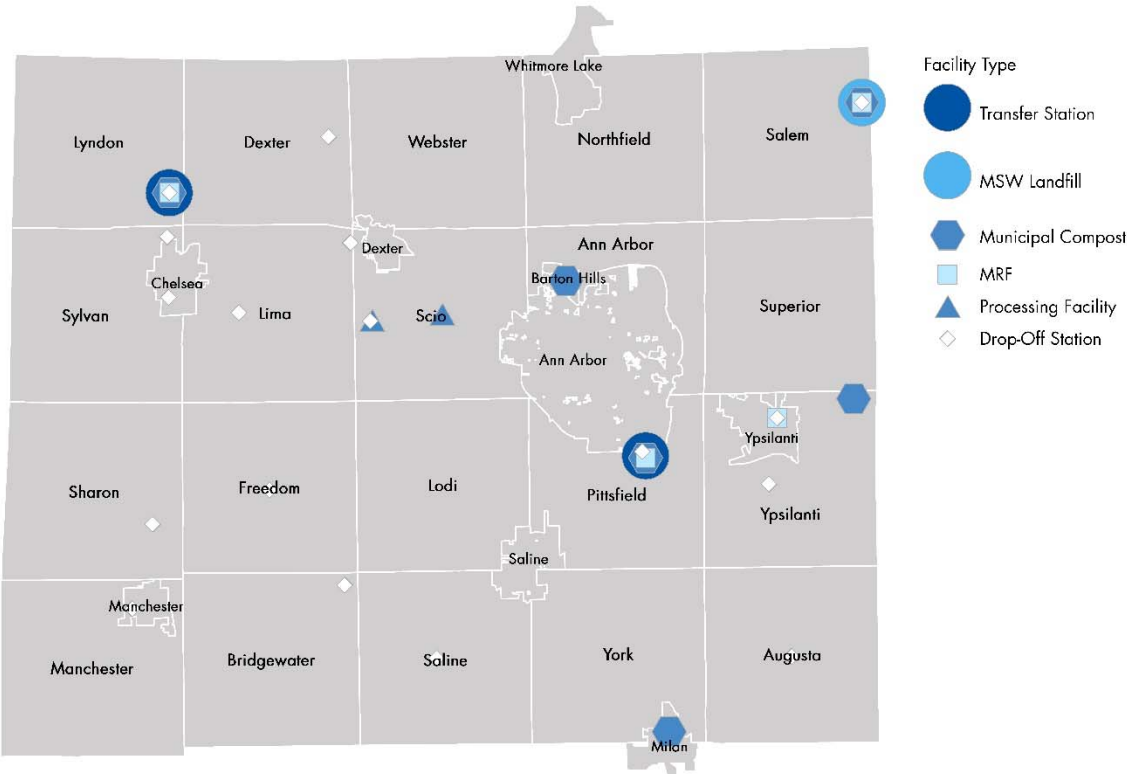 Whitmore Lake
Lyndon
Dexter
Webster
Northfield
Salem
Chelsea
Dexter
Ann Arbor
Barton Hills
Sylvan
Lima
Scio
Superior
Ann Arbor
Ypsilanti
Sharon
Freedom
Lodi
Pittsfield
Ypsilanti
Saline
Manchester
Manchester
Bridgewater
Saline
York
Augusta
Milan
Facility Type
Transfer Station
MSW Landfill
Municipal Compost
MRF
Processing Facility
Drop-Off Station